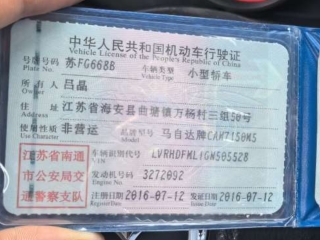 中华人民共和国机动车行驶证
Vehicle License of the People's Republic of China
号牌号码 苏FG668B 车辆类型 小型轿车
Plate No. Vehicle Type
所有人 吕晶
Owner
住址 江苏省海安县曲塘镇万杨村三组50号
Address
使用性质 非营运 品牌型号 马自达牌CAM7150M5
Use Character Model
江苏省南通 车辆识别代号 LVRHDFML1GN505528
VIN
市公安局交 发动机号码 3272092
Engine No.
通警察支队 注册日期 2016-07-12 发证日期 2016-07-12
Register Date Issue Date